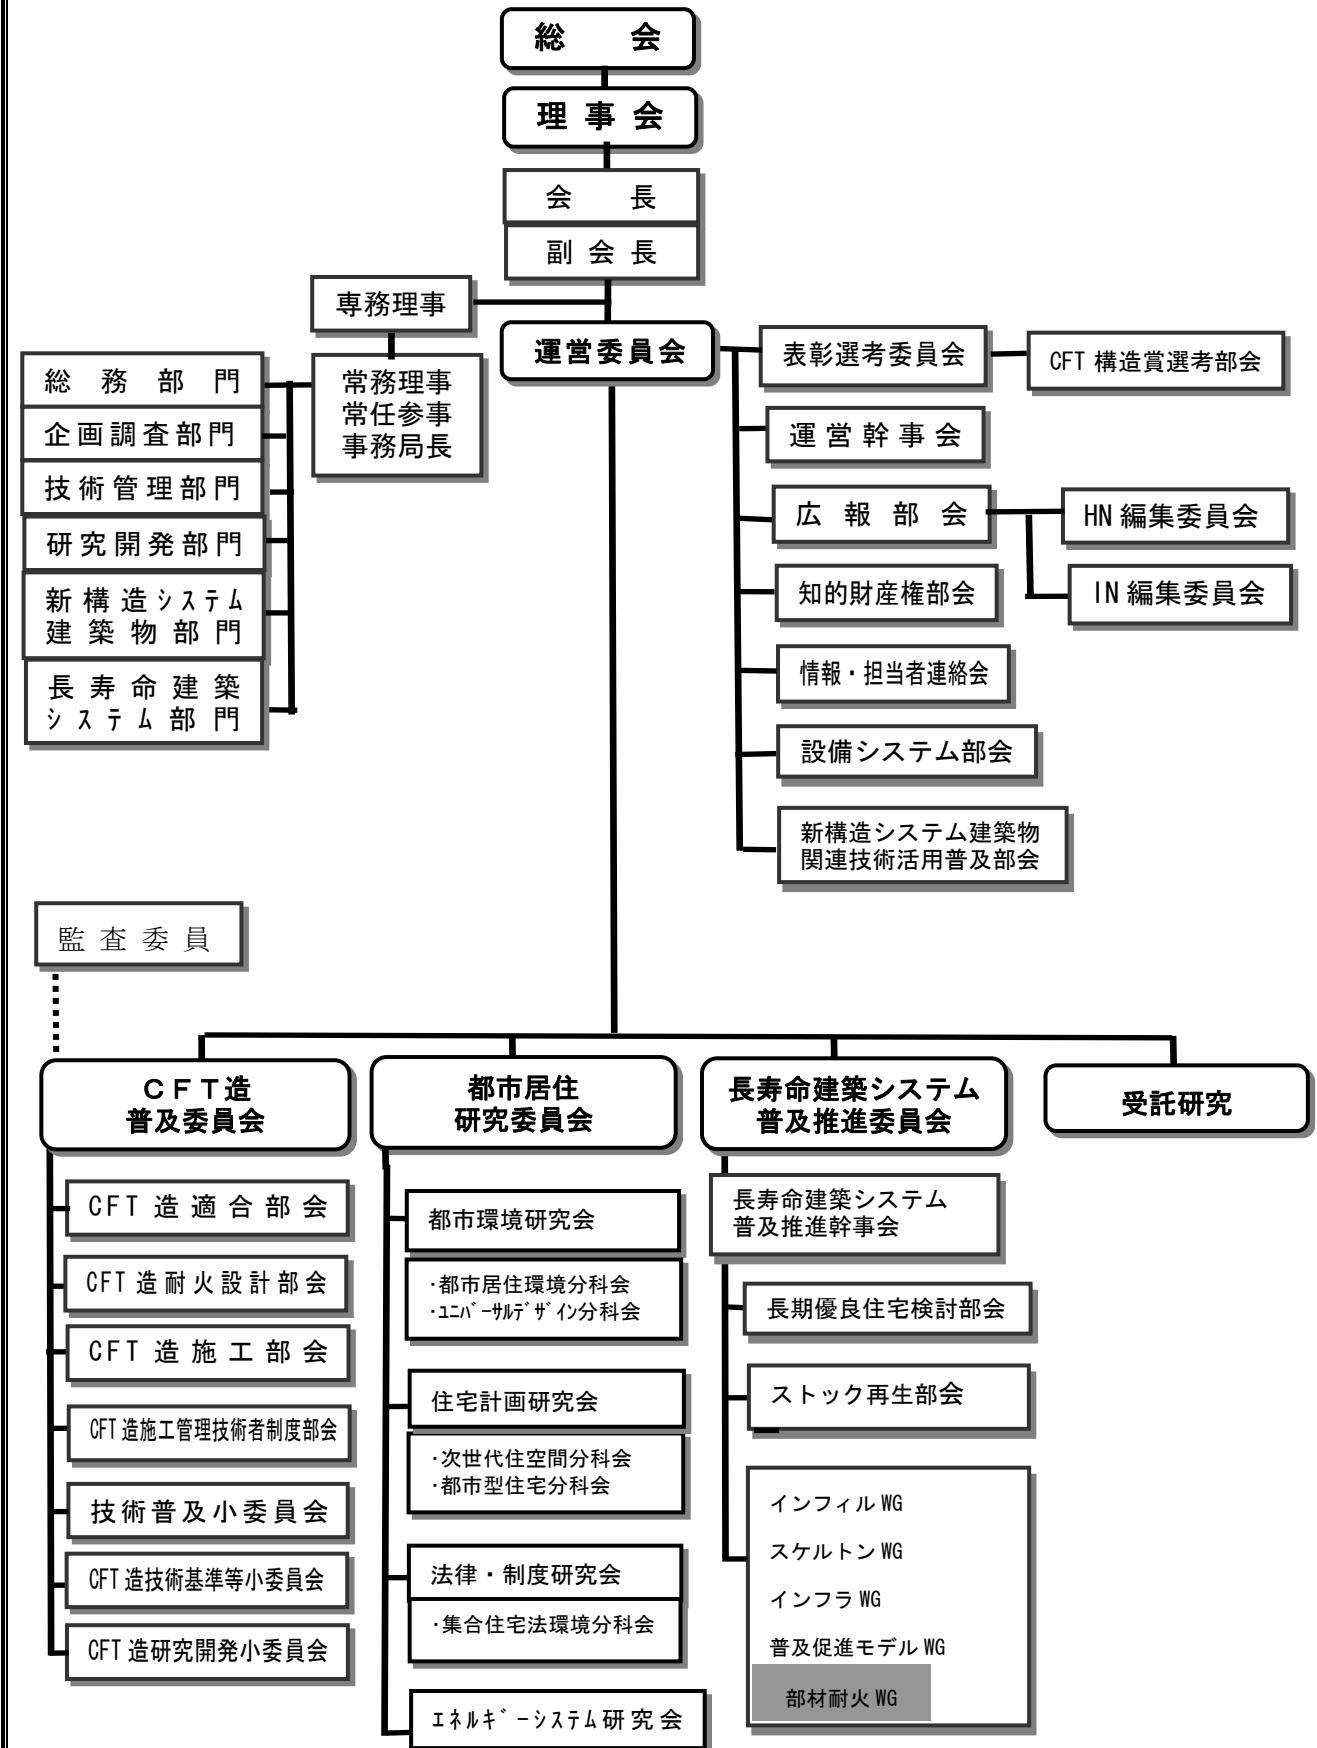 総　会
理事会
会　長
副会長
専務理事
運営委員会
常務理事
常任参事
事務局長
総務部門
企画調査部門
技術管理部門
研究開発部門
新構造システム
建築物部門
長寿命建築
システム部門
表彰選考委員会
CFT 構造賞選考部会
運営幹事会
広報部会
HN 編集委員会
IN 編集委員会
知的財産権部会
情報・担当者連絡会
設備システム部会
新構造システム建築物
関連技術活用普及部会
監査委員
ＣＦＴ造
普及委員会
CFT 造適合部会
CFT 造耐火設計部会
CFT 造施工部会
CFT 造施工管理技術者制度部会
技術普及小委員会
CFT 造技術基準等小委員会
CFT 造研究開発小委員会
都市居住
研究委員会
都市環境研究会
・都市居住環境分科会
・ﾕﾆﾊﾞｰｻﾙﾃﾞｻﾞｲﾝ分科会
住宅計画研究会
・次世代住空間分科会
・都市型住宅分科会
法律・制度研究会
・集合住宅法環境分科会
ｴﾈﾙｷﾞｰｼｽﾃﾑ研究会
長寿命建築システム
普及推進委員会
長寿命建築システム
普及推進幹事会
長期優良住宅検討部会
ストック再生部会
インフィル WG
スケルトン WG
インフラ WG
普及促進モデル WG
部材耐火 WG
受託研究